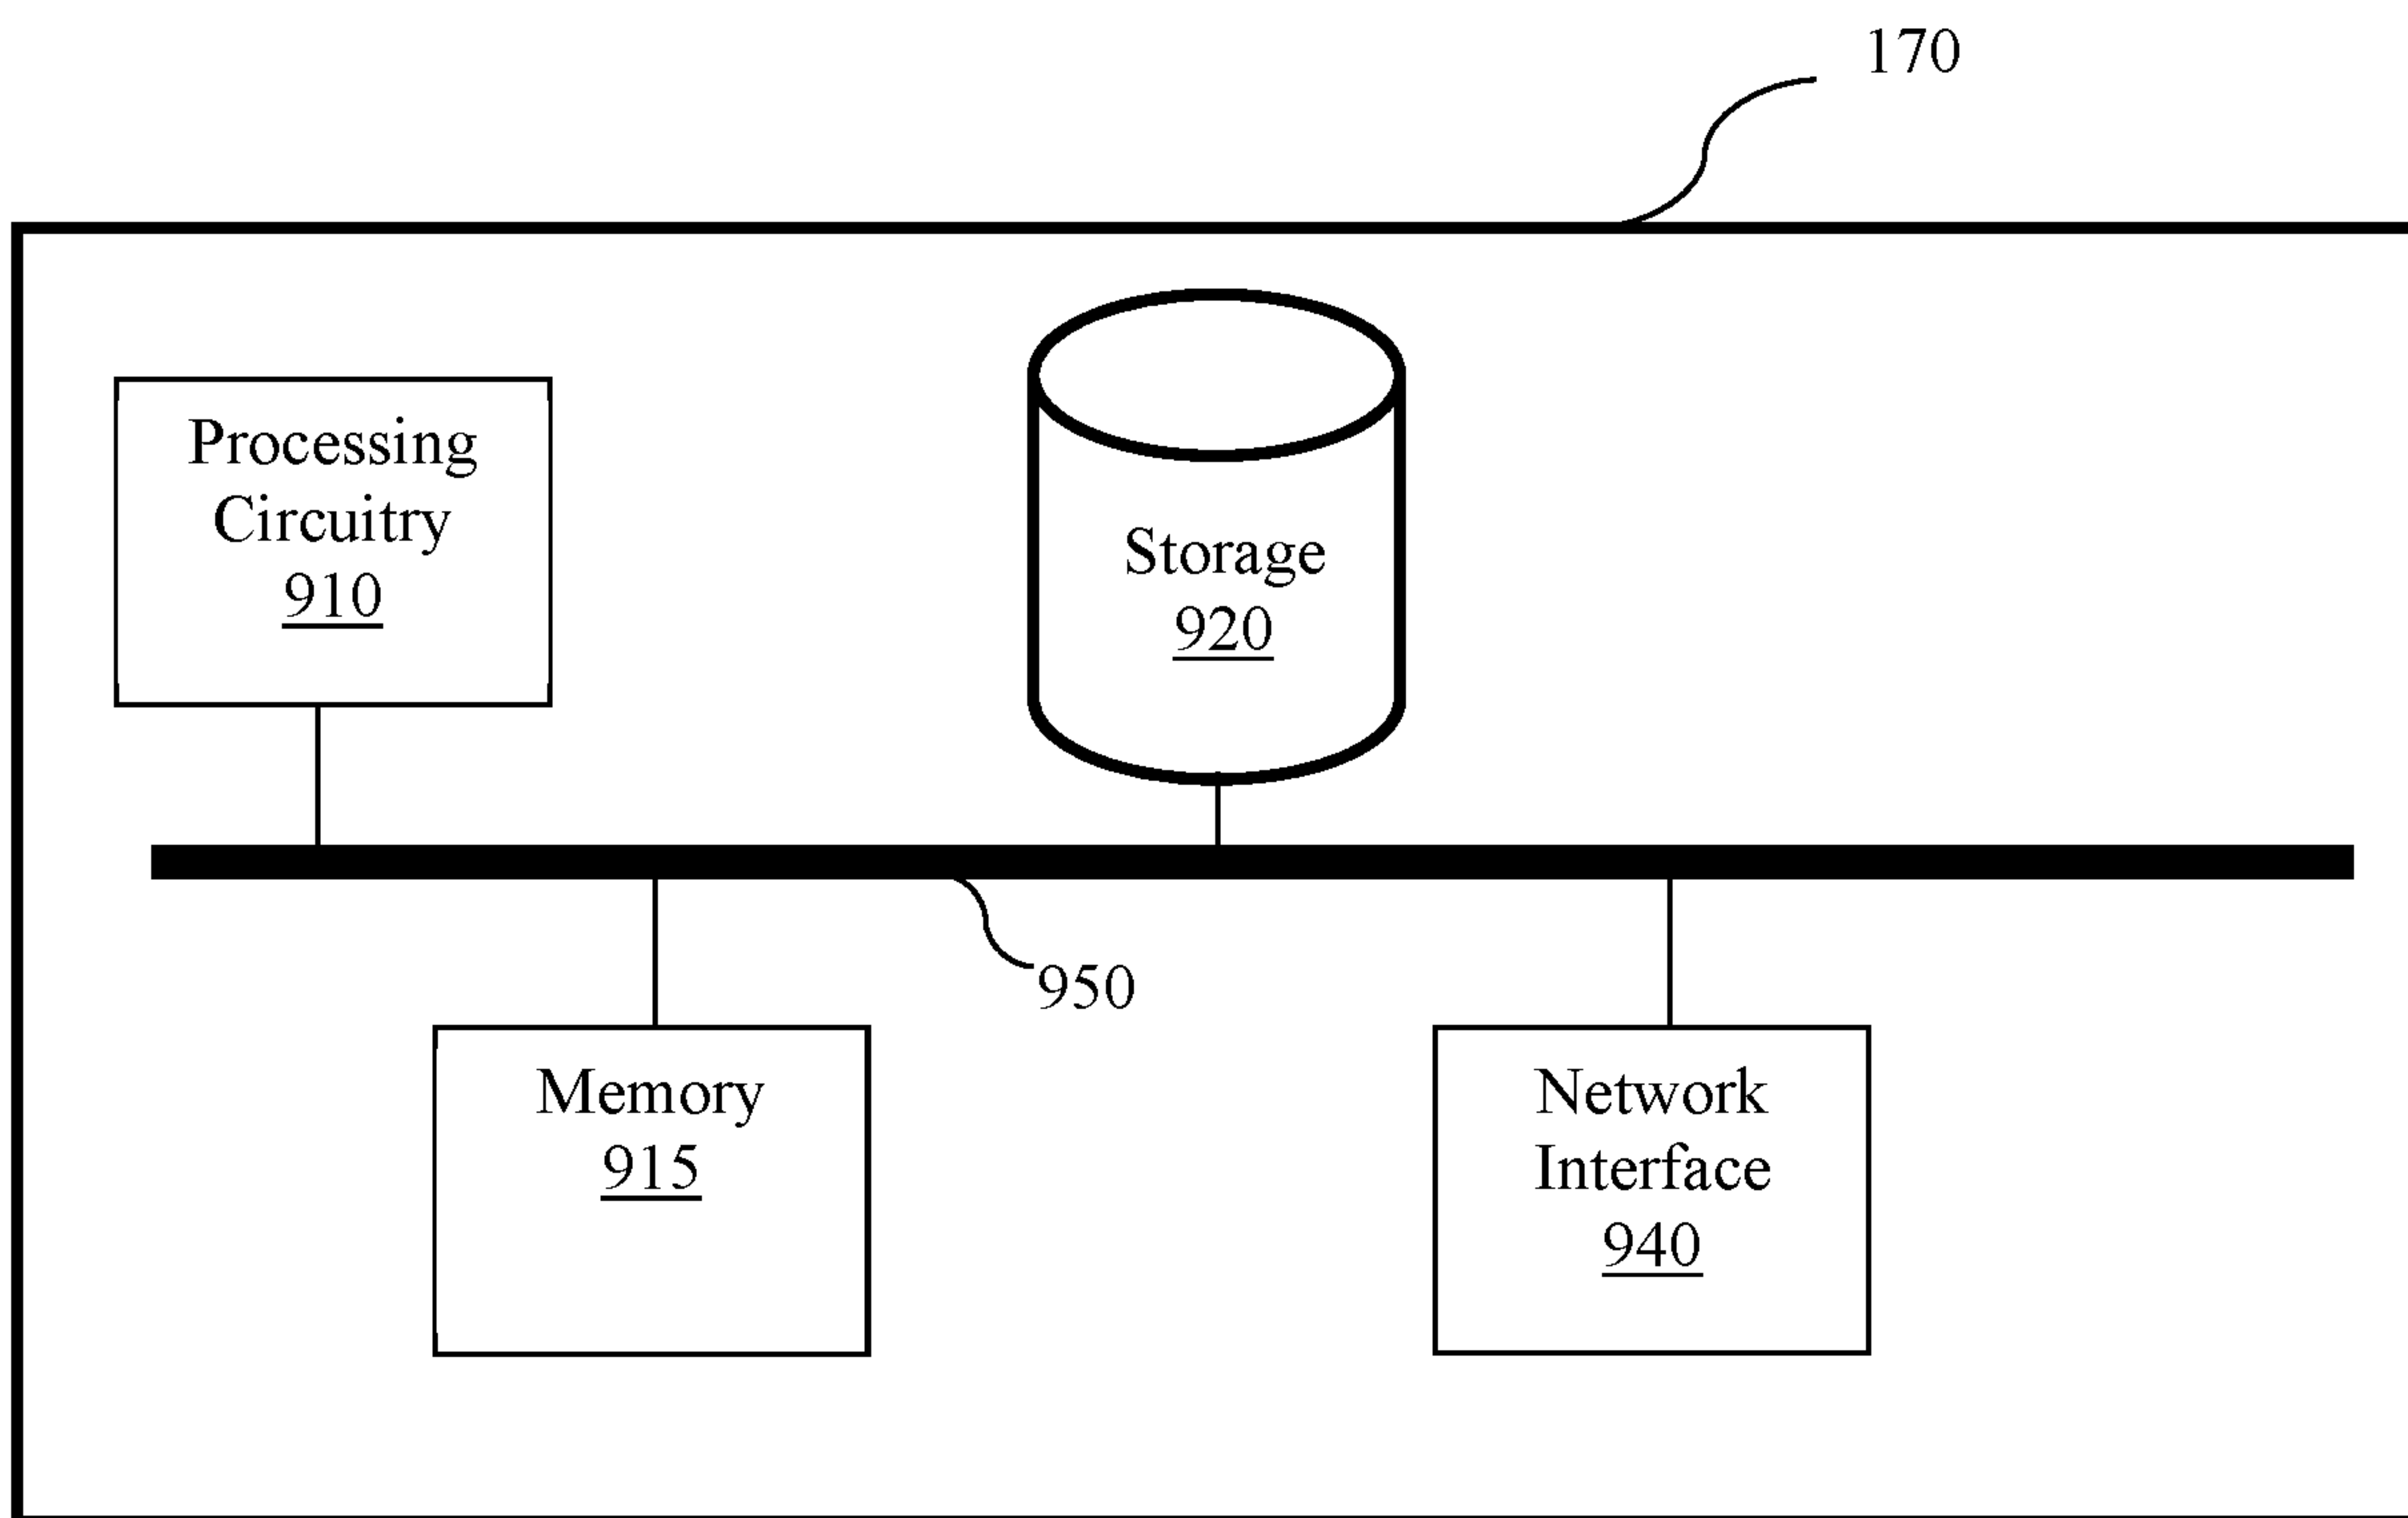 170
Processing
Circuitry
910
Storage
920
950
Memory
915
Network
Interface
940